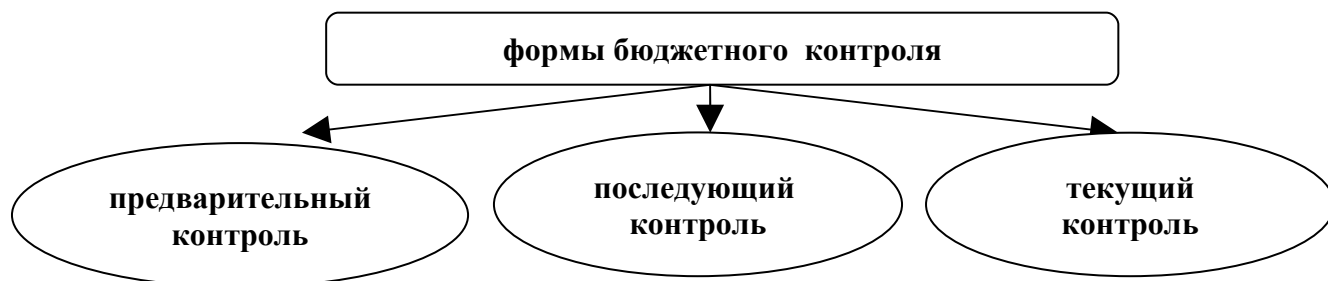 формы бюджетного контроля
предварительный
контроль
последующий
контроль
текущий
контроль